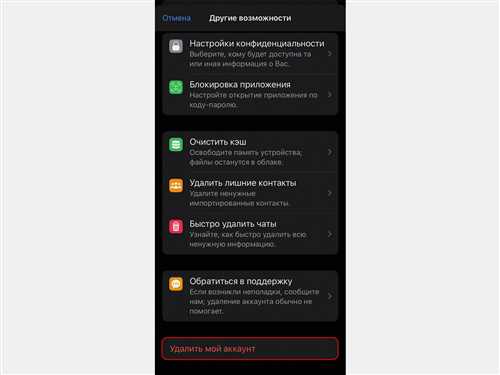 Отмена
Другие возможности
Настройки конфиденциальности
Выберите, кому будет доступна та
или иная информация о Вас.
Блокировка приложения
Настройте открытие приложения по
коду-паролю.
Очистить кэш
Освободите память устройства;
файлы останутся в облаке.
Удалить лишние контакты
Удалите ненужные
импортированные контакты.
Быстро удалить чаты
Узнайте, как быстро удалить всю
ненужную информацию.
Обратиться в поддержку
Если возникли неполадки, сообщите
нам; удаление аккаунта обычно не
помогает.
Удалить мой аккаунт